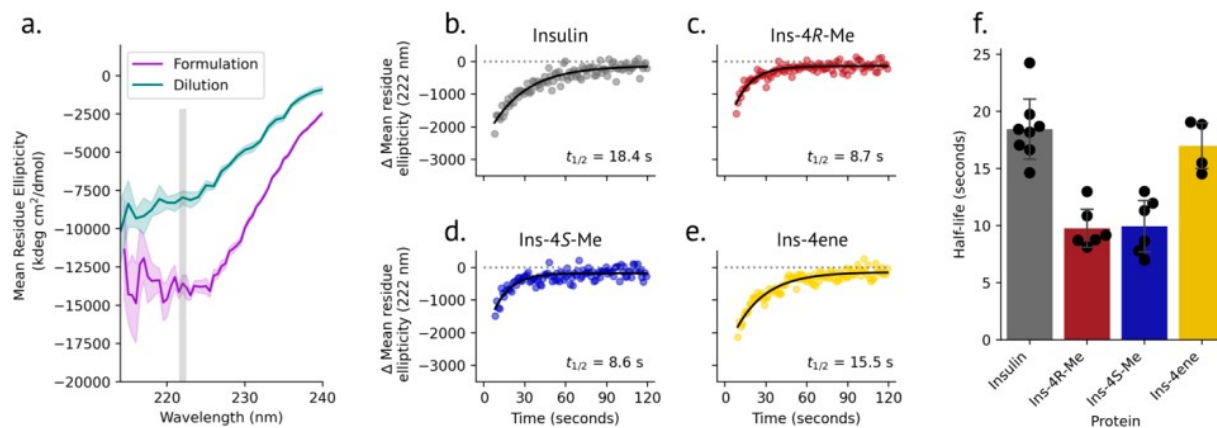 a.
Mean Residue Ellipticity
(kdeg cm²/dmol)
0
−2500
−5000
−7500
−10000
−12500
−15000
−17500
−20000
Formulation
Dilution
220
230
240
Wavelength (nm)
b.
Insulin
Δ Mean residue
ellipticity (222 nm)
0
−1000
−2000
−3000
t1/2 = 18.4 s
c.
Ins-4R-Me
t1/2 = 8.7 s
d.
Ins-4S-Me
Δ Mean residue
ellipticity (222 nm)
0
−1000
−2000
−3000
t1/2 = 8.6 s
0 30 60 90 120
Time (seconds)
e.
Ins-4ene
t1/2 = 15.5 s
0 30 60 90 120
Time (seconds)
f.
Half-life (seconds)
25
20
15
10
5
0
Insulin
Ins-4R-Me
Ins-4S-Me
Ins-4ene
Protein